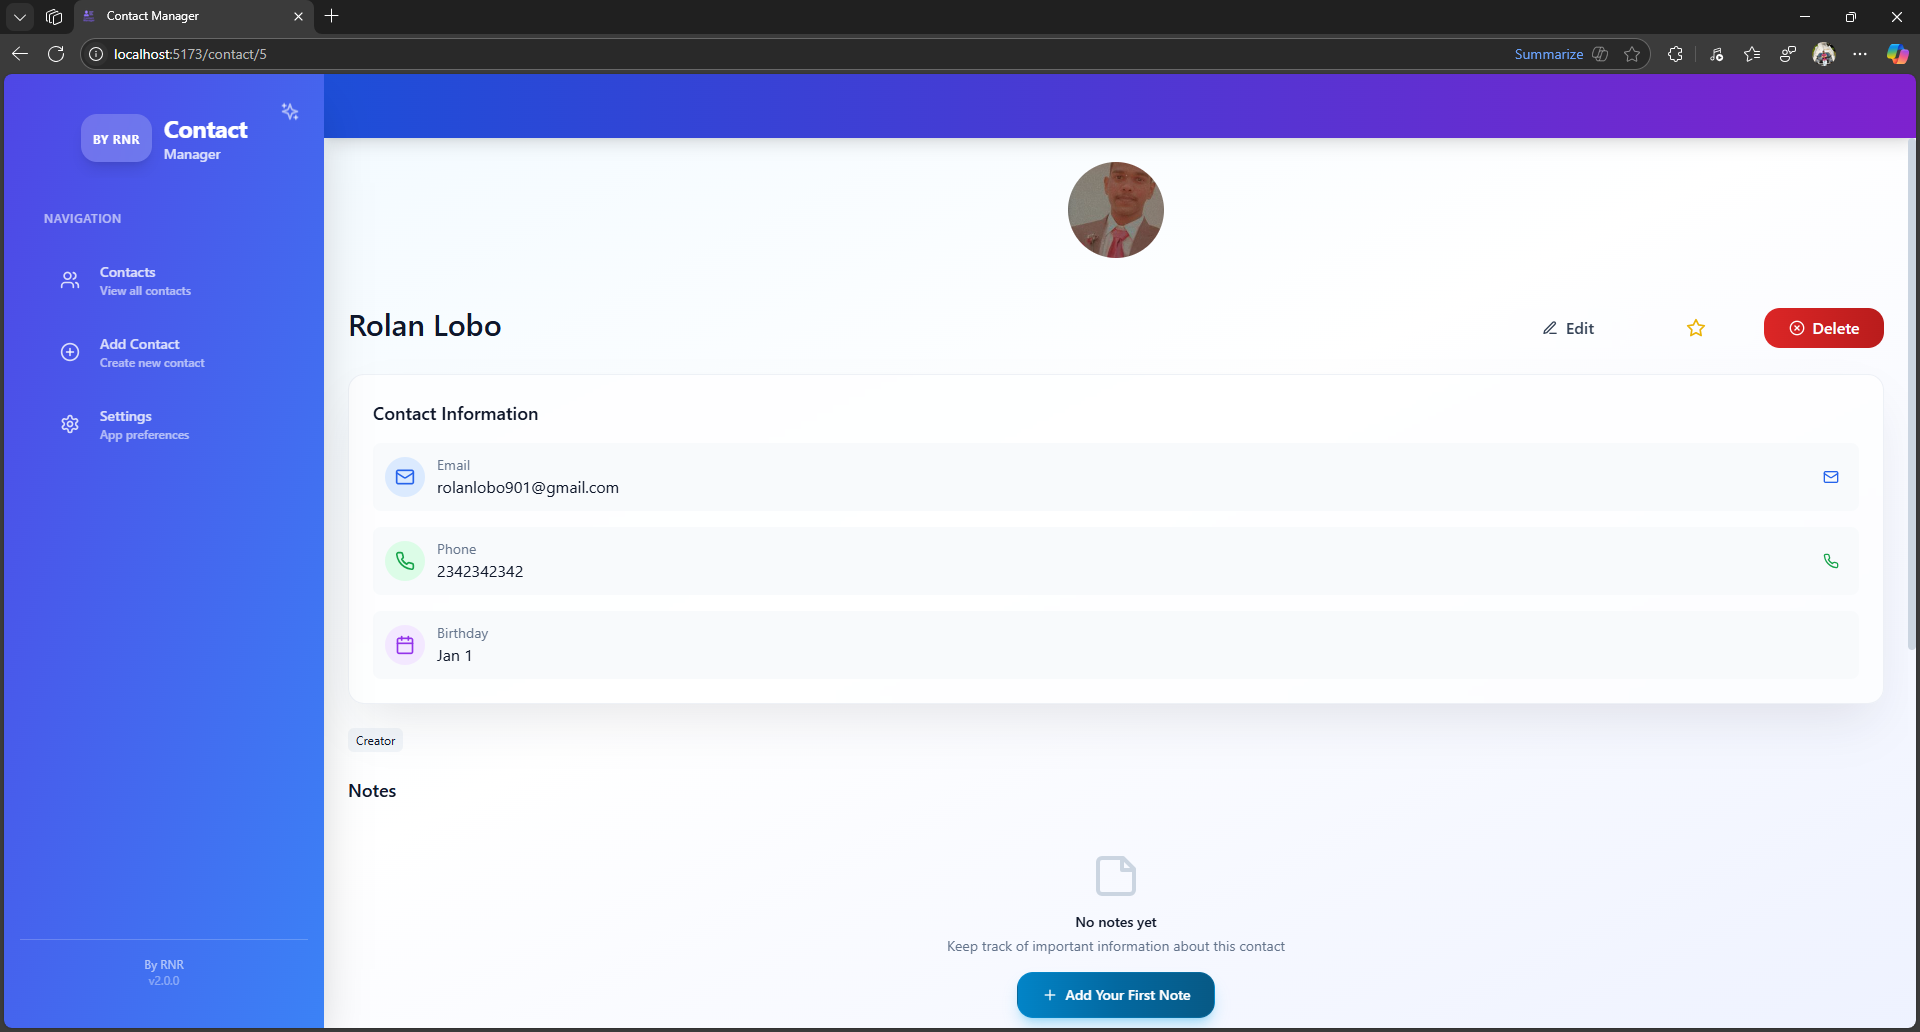 Contact Manager
localhost:5173/contact/5
Summarize
BY RNR
Contact
Manager
NAVIGATION
Contacts
View all contacts
Add Contact
Create new contact
Settings
App preferences
By RNR
v2.0.0
Rolan Lobo
Edit
Delete
Contact Information
Email
rolanlobo901@gmail.com
Phone
2342342342
Birthday
Jan 1
Creator
Notes
No notes yet
Keep track of important information about this contact
Add Your First Note